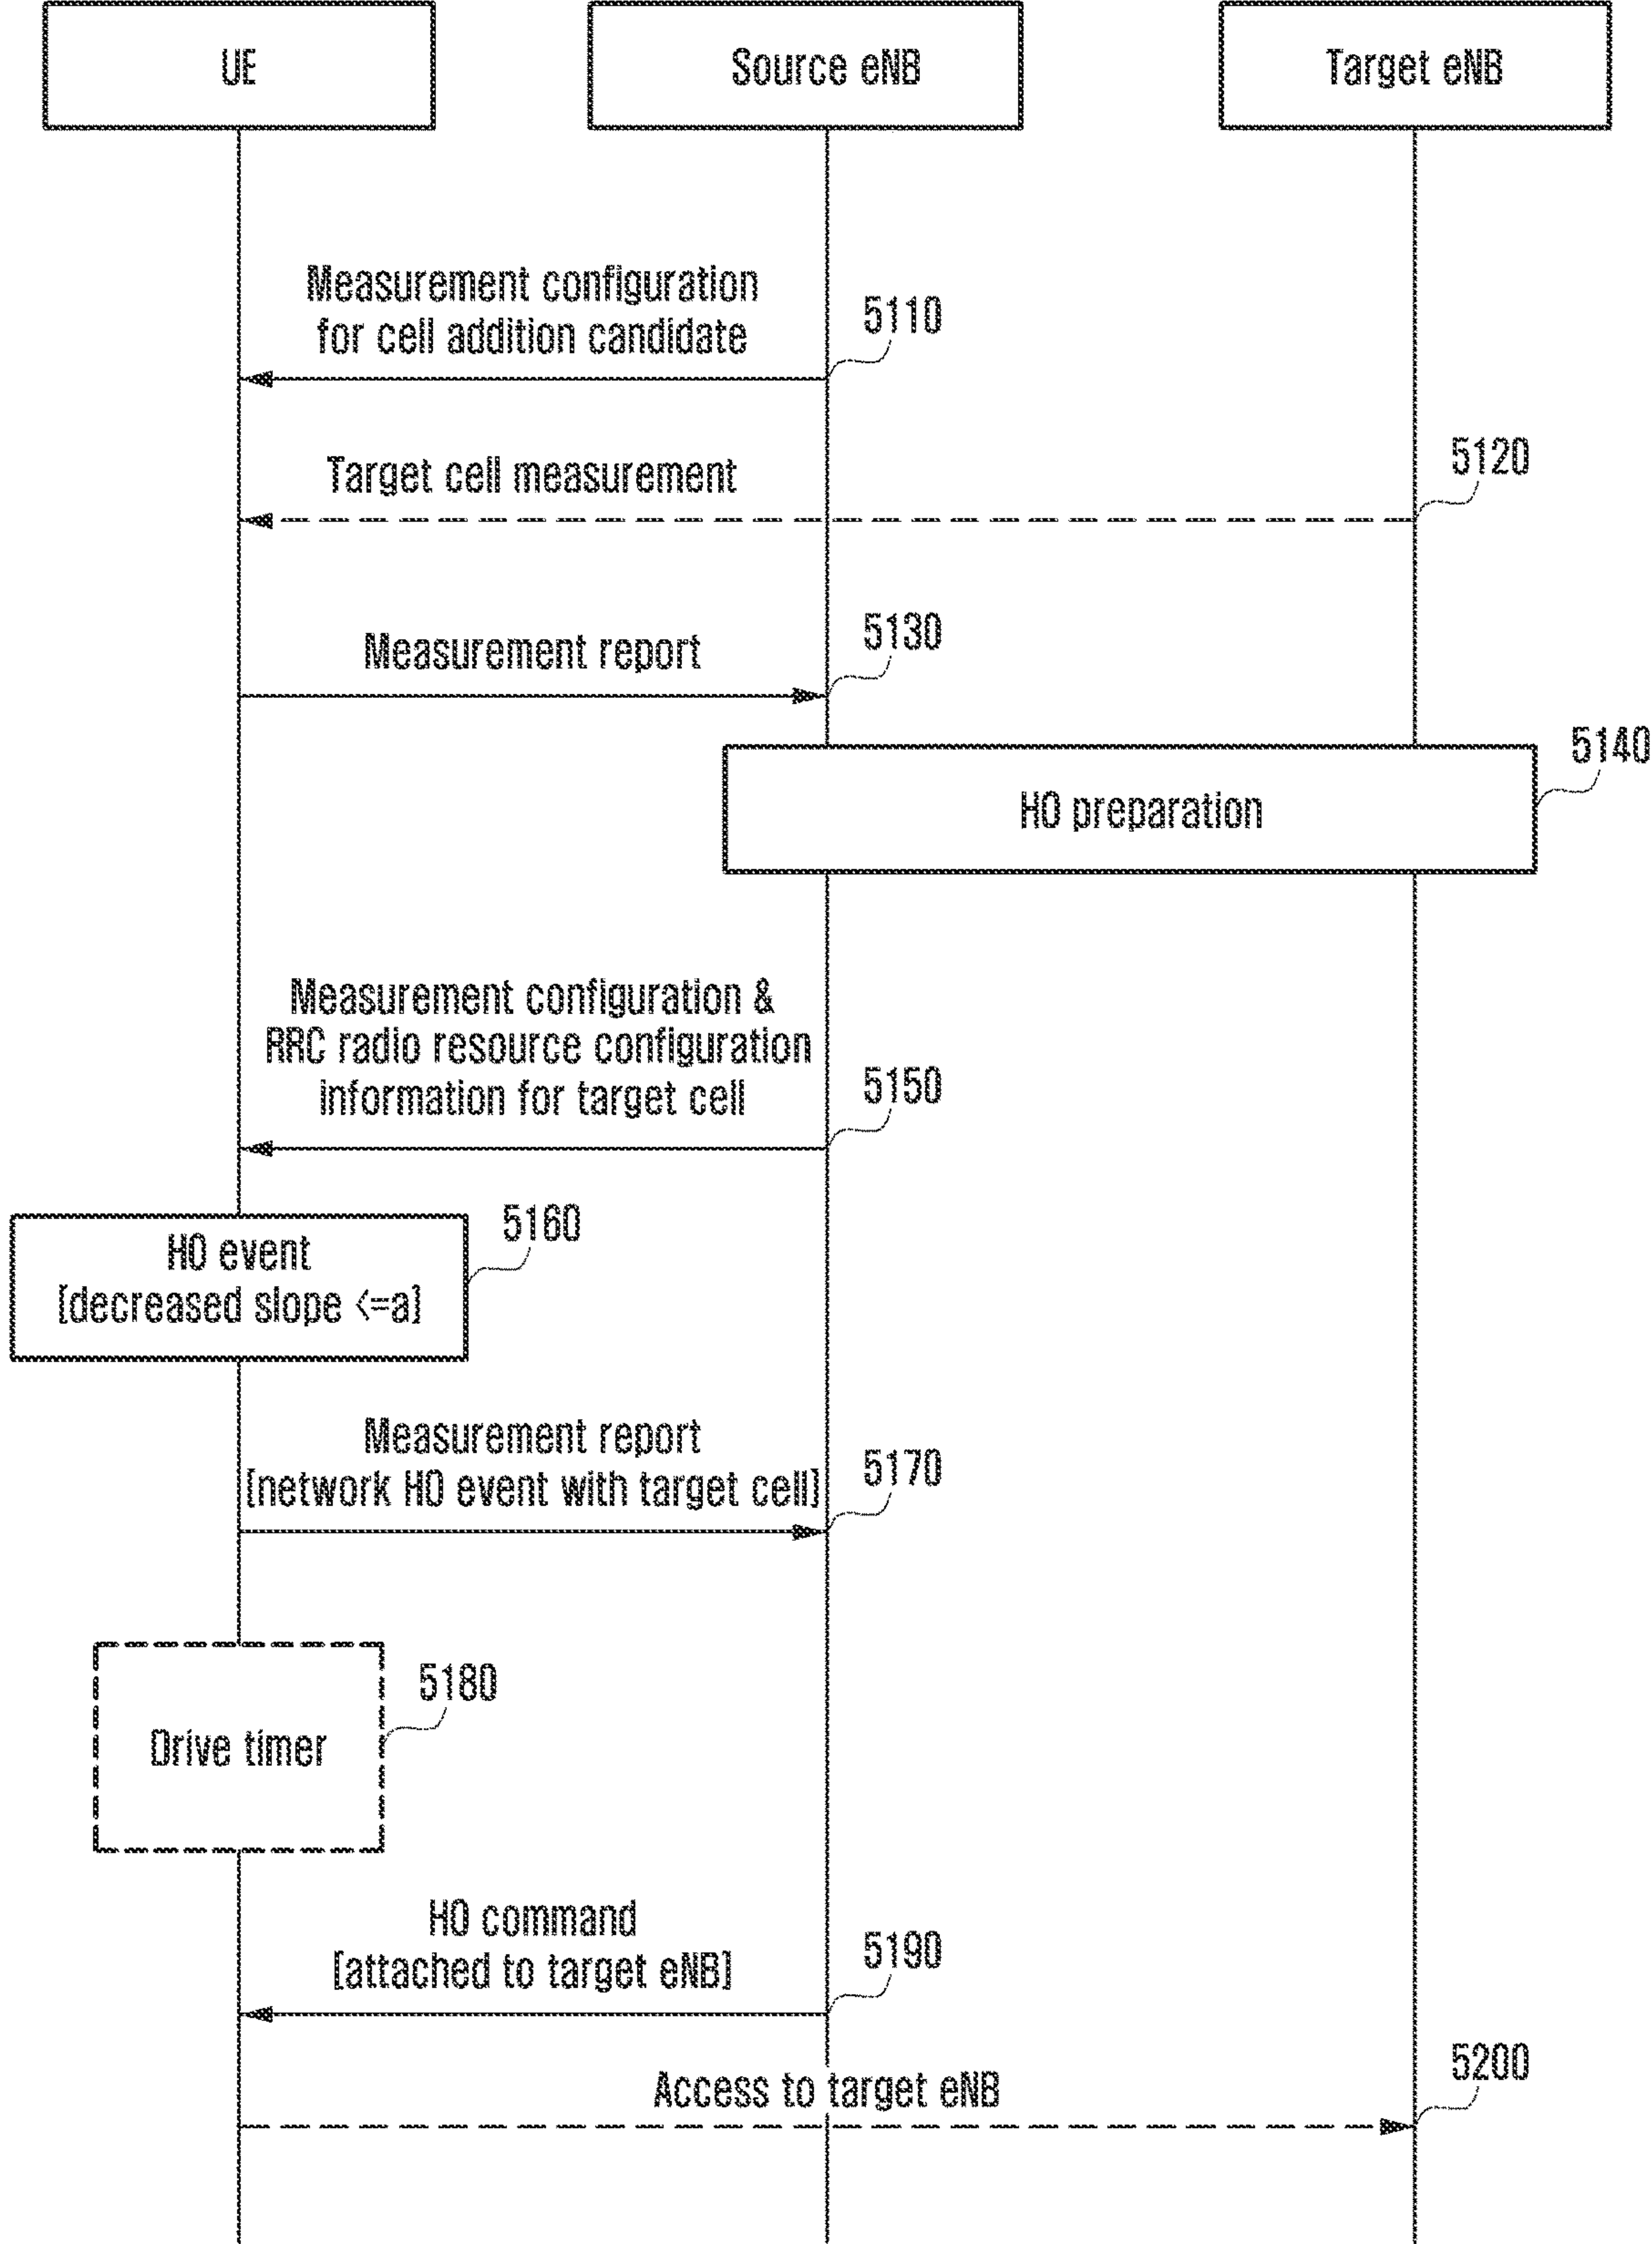 UE
Source eNB
Target eNB
Measurement configuration
for cell addition candidate
5110
Target cell measurement
5120
Measurement report
5130
HO preparation
5140
Measurement configuration &
RRC radio resource configuration
information for target cell
5150
HO event
[decreased slope <=a]
5160
Measurement report
[network HO event with target cell]
5170
Drive timer
5180
HO command
[attached to target eNB]
5190
Access to target eNB
5200